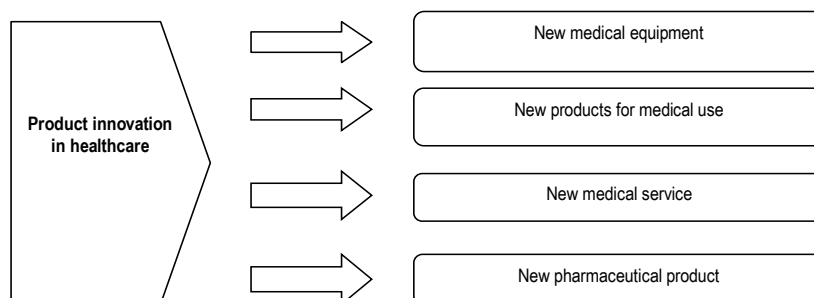 New medical equipment
New products for medical use
Product innovation
in healthcare
New medical service
New pharmaceutical product